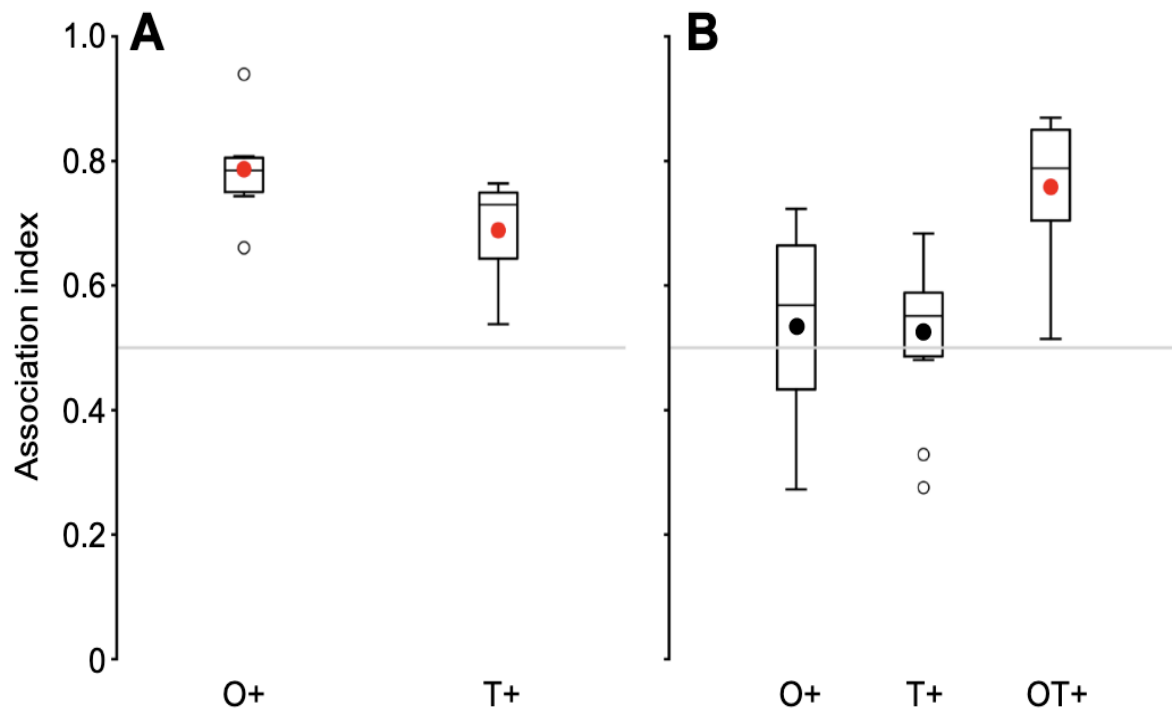 A
B
Association index
1.0
0.8
0.6
0.4
0.2
0
O+
T+
O+
T+
OT+